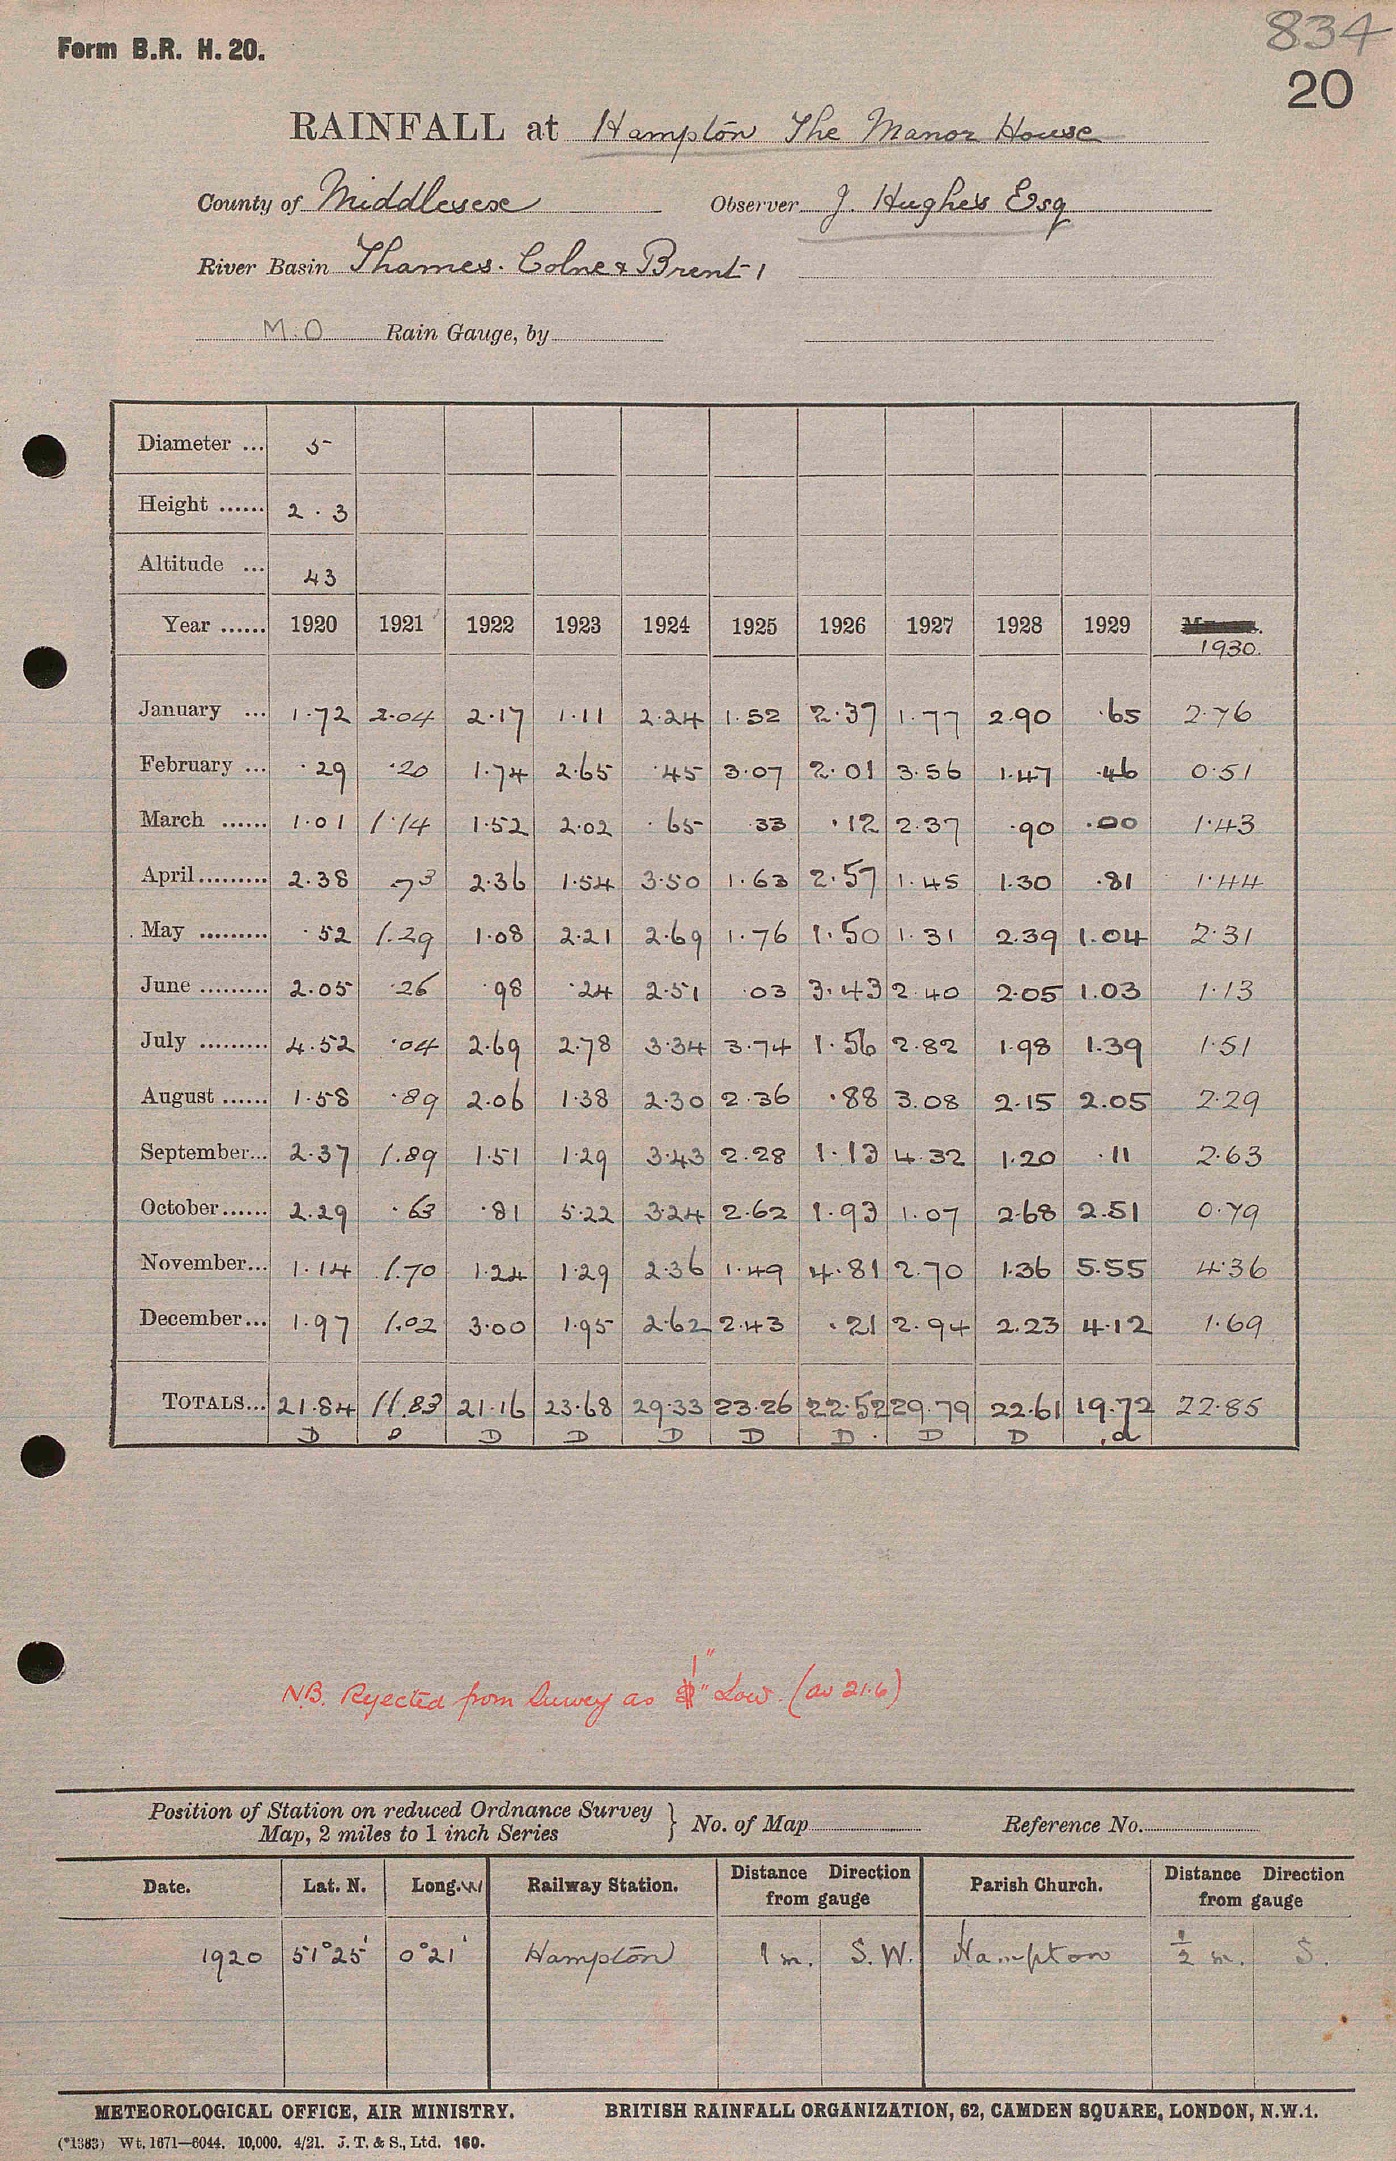 834
Form B.R. H. 20.
20
RAINFALL at Hampton The Manor House
County of Middlesex Observer J. Hughes Esq
River Basin Thames. Colne & Brent 1
M.O Rain Gauge, by
Diameter ... 5
Height ...... 2.3
Altitude ... 43
Year ...... 1920 1921 1922 1923 1924 1925 1926 1927 1928 1929 1930.
January ... 1.72 2.04 2.17 1.11 2.24 1.52 2.37 1.77 2.90 .65 2.76
February ... .29 .20 1.74 2.65 .45 3.07 2.01 3.56 1.47 .46 0.51
March ...... 1.01 1.14 1.52 2.02 .65 .33 .12 2.37 .90 .00 1.43
April ......... 2.38 .73 2.36 1.54 3.50 1.63 2.57 1.45 1.30 .81 1.44
May ......... .52 1.29 1.08 2.21 2.69 1.76 1.50 1.31 2.39 1.04 2.31
June ......... 2.05 .26 .98 .24 2.51 .03 3.43 2.40 2.05 1.03 1.13
July ......... 4.52 .04 2.69 2.78 3.34 3.74 1.56 2.82 1.98 1.39 1.51
August ...... 1.58 .89 2.06 1.38 2.30 2.36 .88 3.08 2.15 2.05 2.29
September... 2.37 1.89 1.51 1.29 3.43 2.28 1.13 4.32 1.20 .11 2.63
October...... 2.29 .63 .81 5.22 3.24 2.62 1.93 1.07 2.68 2.51 0.79
November... 1.14 1.70 1.24 1.29 2.36 1.49 4.81 2.70 1.36 5.55 4.36
December... 1.97 1.02 3.00 1.95 2.62 2.43 .21 2.94 2.23 4.12 1.69
TOTALS... 21.84 11.83 21.16 23.68 29.33 23.26 22.52 29.79 22.61 19.72 22.85
D D D D D D D D D d
1"
N.B. Rejected from Survey as " Low. (av 21.6)
Position of Station on reduced Ordnance Survey
Map, 2 miles to 1 inch Series } No. of Map Reference No.
Date. Lat. N. Long. W Railway Station. Distance Direction from gauge Parish Church. Distance Direction from gauge
1920 51°25' 0°21' Hampton 1 m. S.W. Hampton 1/2 m. S.
METEOROLOGICAL OFFICE, AIR MINISTRY. BRITISH RAINFALL ORGANIZATION, 62, CAMDEN SQUARE, LONDON, N.W.1.
(*1383) Wt. 1671—6044. 10,000. 4/21. J. T. & S., Ltd. 160.